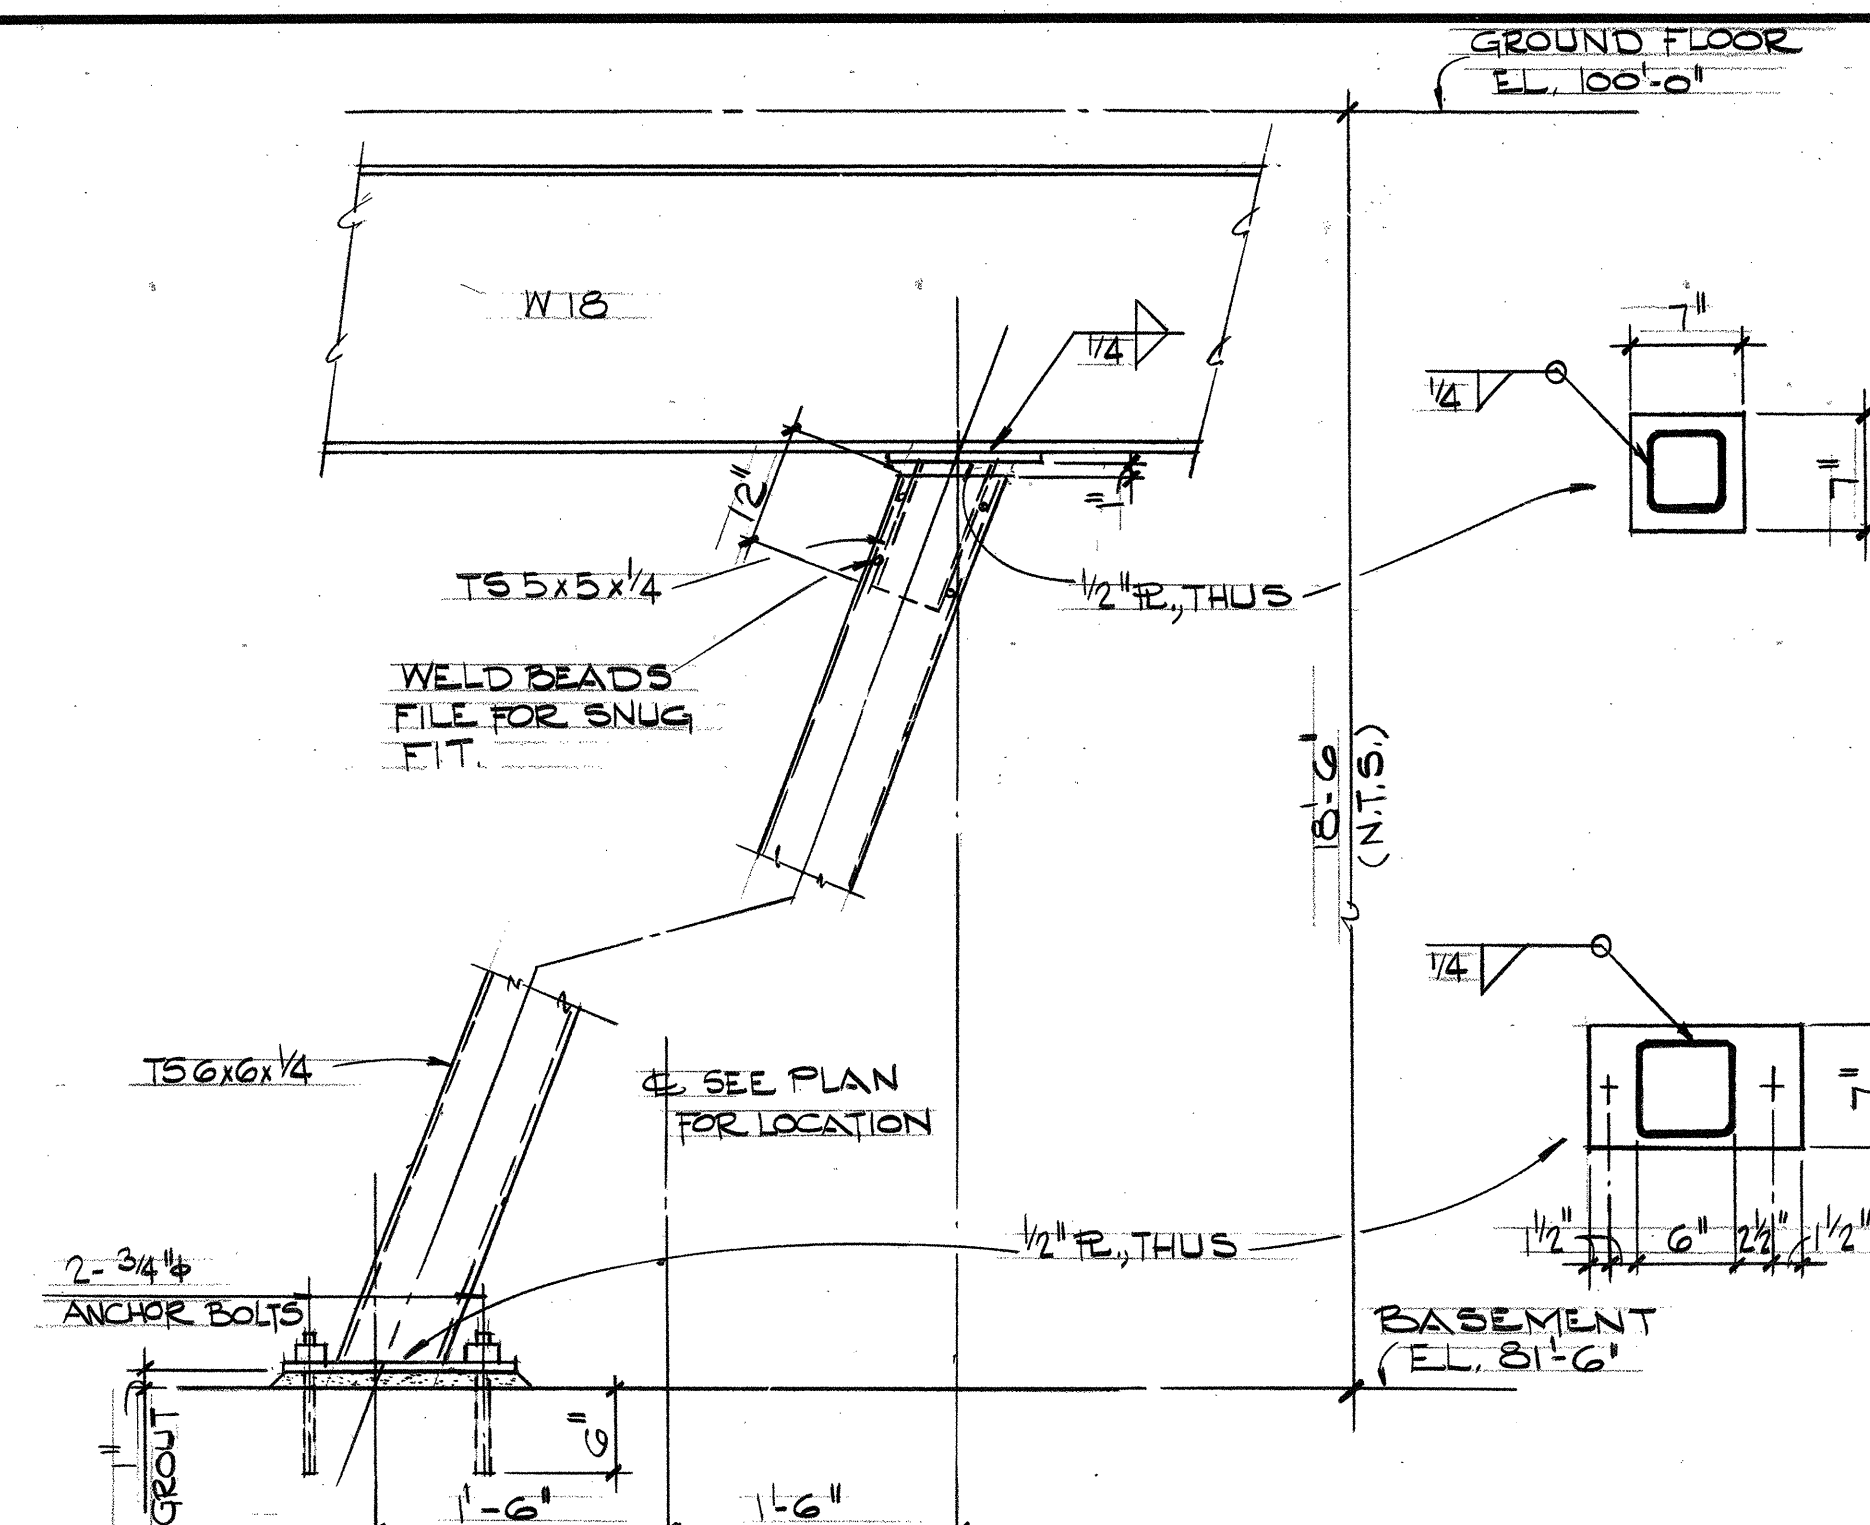 GROUND FLOOR
EL. 100'-0"
W 18
1/4
7"
1/4
7"
12"
1"
TS 5x5x1/4
1/2" PL., THUS
WELD BEADS
FILE FOR SNUG
FIT.
18'-6"
(N.T.S.)
1/4
TS 6x6x1/4
℄ SEE PLAN
FOR LOCATION
7"
1/2" PL., THUS
1 1/2" 6" 2 1/2" 1 1/2"
2- 3/4"φ
ANCHOR BOLTS
BASEMENT
EL. 81'-6"
1"
GROUT
6"
1'-6" 1'-6"